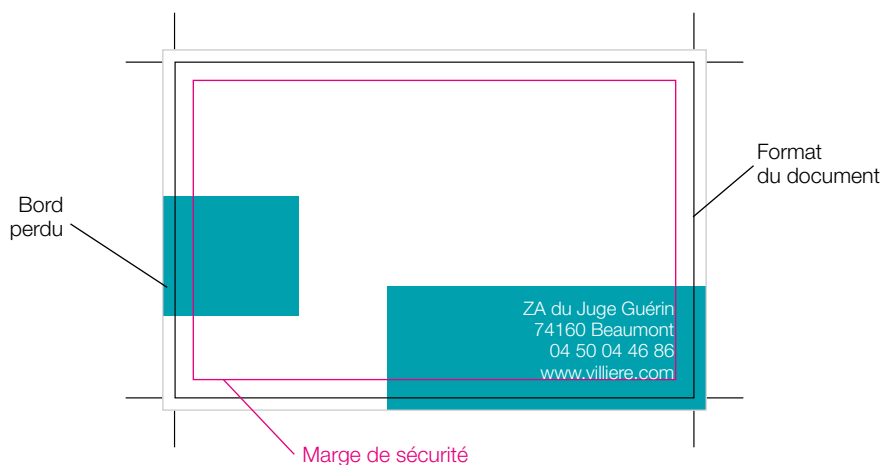 Format
du document
Bord
perdu
ZA du Juge Guérin
74160 Beaumont
04 50 04 46 86
www.villiere.com
Marge de sécurité